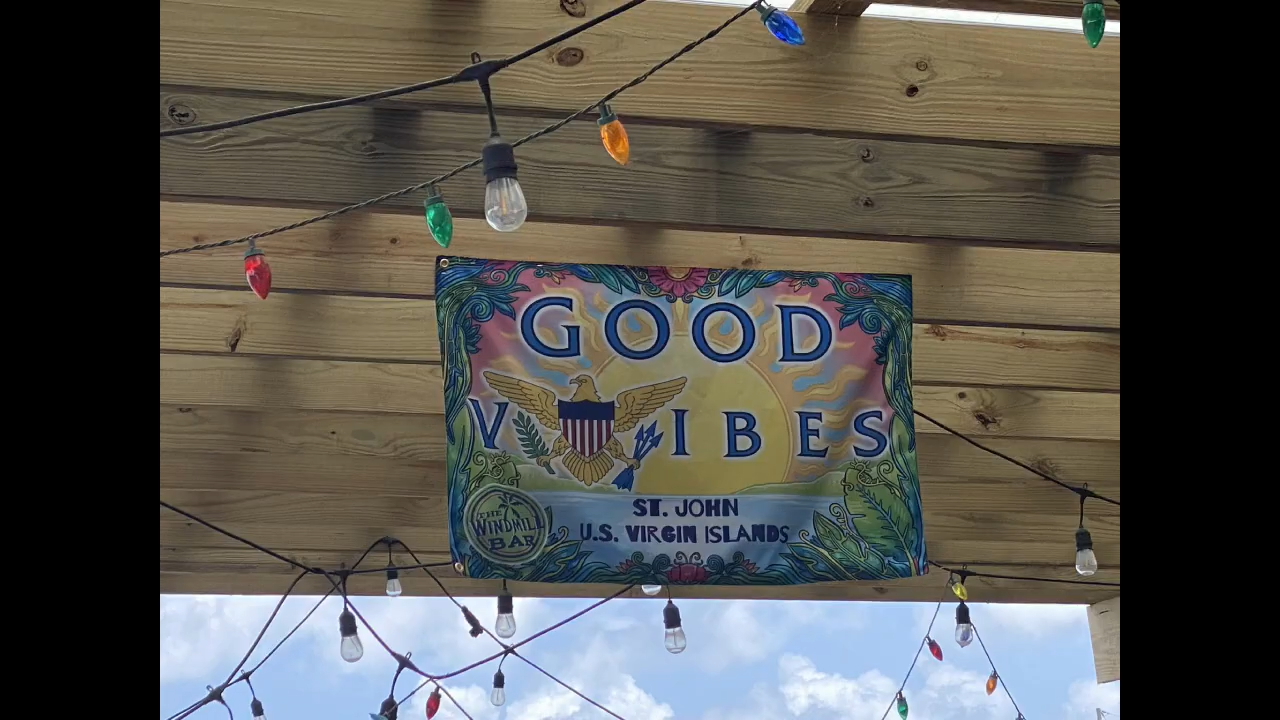 GOOD
VIBES
ST. JOHN
U.S. VIRGIN ISLANDS
THE
WINDMILL
BAR